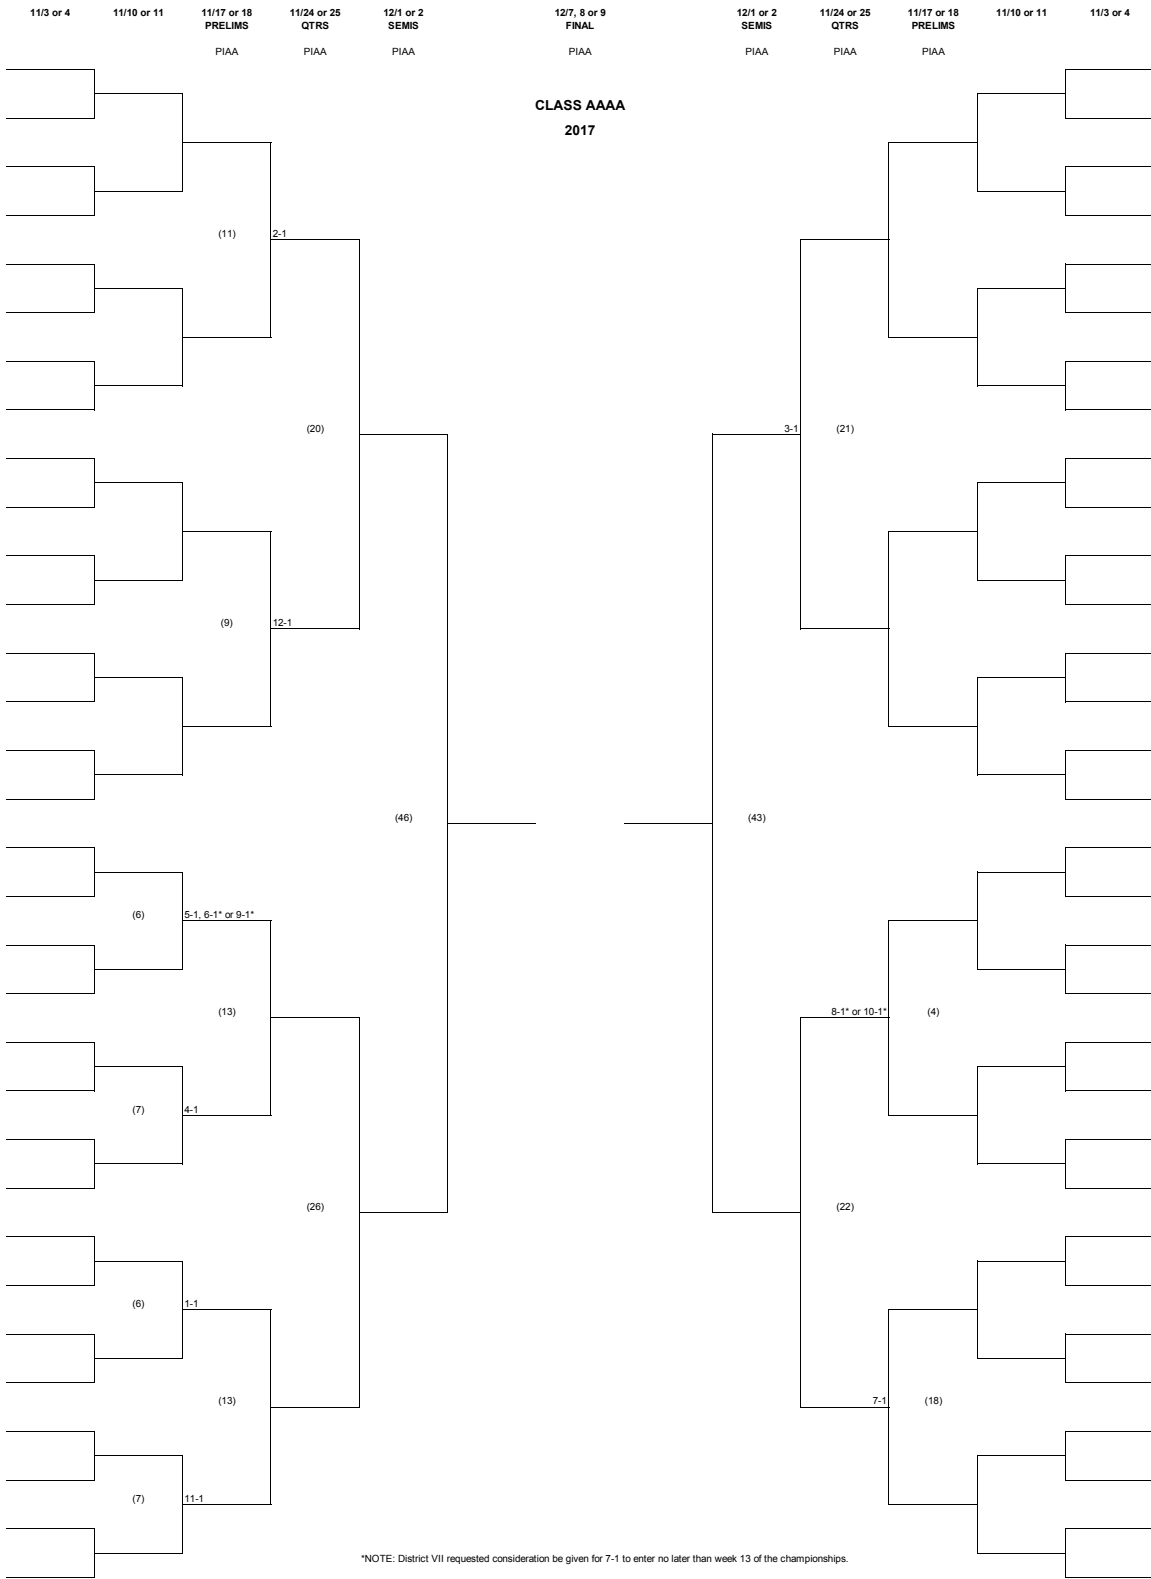 11/3 or 4 11/10 or 11 11/17 or 18 11/24 or 25 12/1 or 2 12/7, 8 or 9 12/1 or 2 11/24 or 25 11/17 or 18 11/10 or 11 11/3 or 4
PRELIMS QTRS SEMIS FINAL SEMIS QTRS PRELIMS
PIAA PIAA PIAA PIAA PIAA PIAA PIAA
CLASS AAAA
2017
(11) 2-1
(20) 3-1 (21)
(9) 12-1
(46) (43)
(6) 5-1, 6-1* or 9-1*
(13) 8-1* or 10-1* (4)
(7) 4-1
(26) (22)
(6) 1-1
(13) 7-1 (18)
(7) 11-1
*NOTE: District VII requested consideration be given for 7-1 to enter no later than week 13 of the championships.